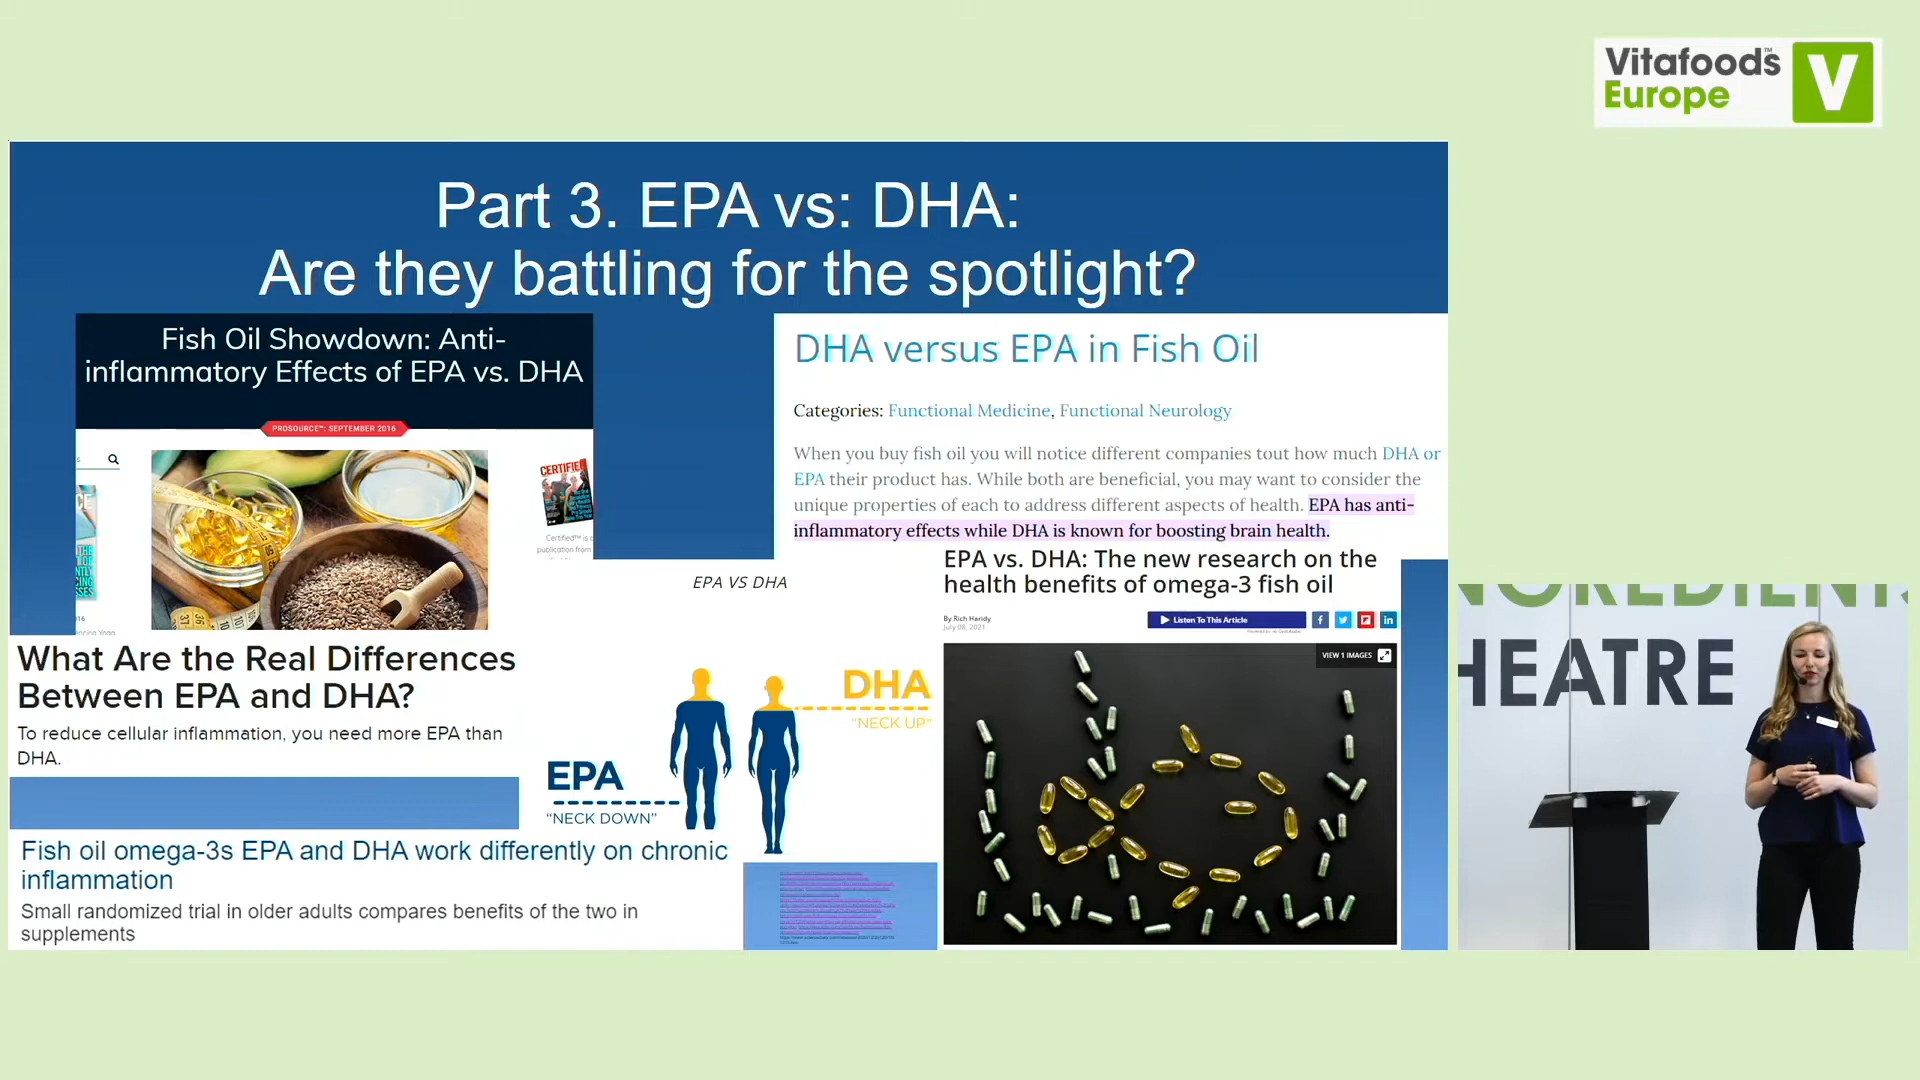 Vitafoods™
Europe
V
Part 3. EPA vs: DHA:
Are they battling for the spotlight?
Fish Oil Showdown: Anti-
inflammatory Effects of EPA vs. DHA
PROSOURCE™: SEPTEMBER 2016
CERTIFIED
Certified™ is
publication from
DHA versus EPA in Fish Oil
Categories: Functional Medicine, Functional Neurology
When you buy fish oil you will notice different companies tout how much DHA or
EPA their product has. While both are beneficial, you may want to consider the
unique properties of each to address different aspects of health. EPA has anti-
inflammatory effects while DHA is known for boosting brain health.
EPA vs. DHA: The new research on the
health benefits of omega-3 fish oil
By Rich Haridy
July 08, 2021
Listen To This Article
VIEW 1 IMAGES
EPA VS DHA
DHA
"NECK UP"
EPA
"NECK DOWN"
What Are the Real Differences
Between EPA and DHA?
To reduce cellular inflammation, you need more EPA than
DHA.
Fish oil omega-3s EPA and DHA work differently on chronic
inflammation
Small randomized trial in older adults compares benefits of the two in
supplements
NGREDIENTS
HEATRE